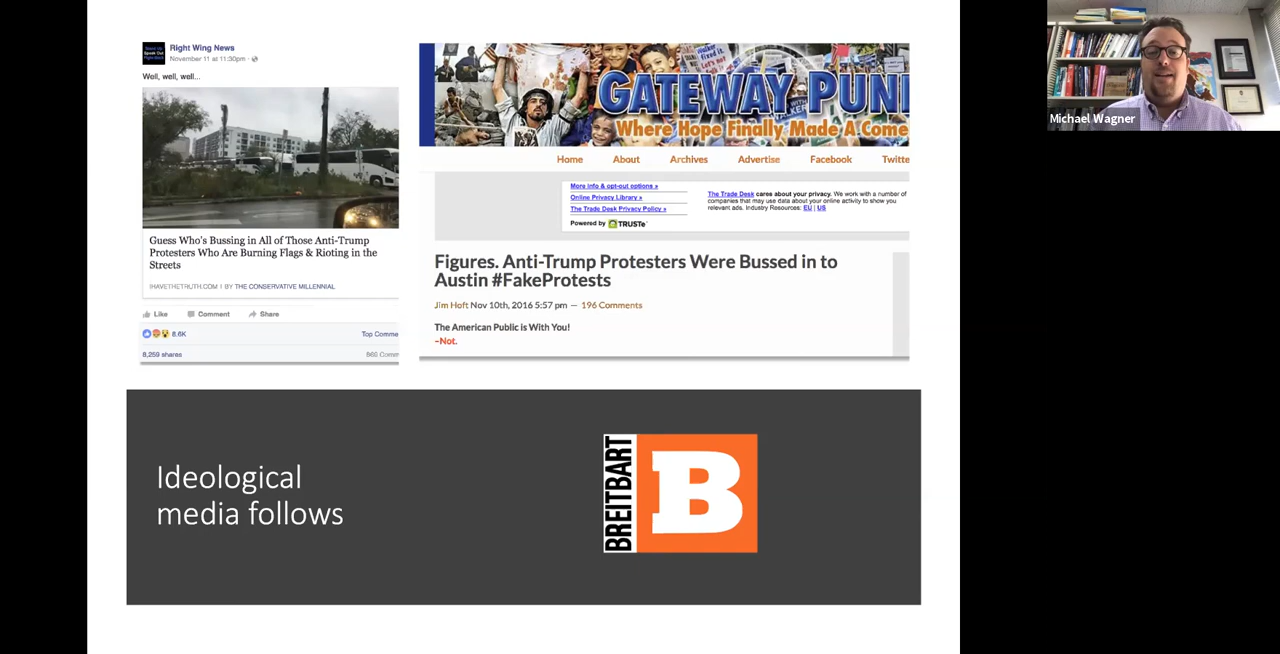 Right Wing News
November 11 at 11:30pm
Well, well, well...
Guess Who's Bussing in All of Those Anti-Trump
Protesters Who Are Burning Flags & Rioting in the
Streets
IHAVETHETRUTH.COM | BY THE CONSERVATIVE MILLENNIAL
Like Comment Share
8.6K Top Comme
8,259 shares
GATEWAY PUN
Where Hope Finally Made A Come
Home About Archives Advertise Facebook Twitte
More info & opt-out options »
Online Privacy Library »
The Trade Desk Privacy Policy »
Powered by TRUSTe
The Trade Desk cares about your privacy. We work with a number of
companies that may use data about your online activity to show you
relevant ads. Industry Resources: EU | US
Figures. Anti-Trump Protesters Were Bussed in to
Austin #FakeProtests
Jim Hoft Nov 10th, 2016 5:57 pm — 196 Comments
The American Public is With You!
-Not.
Ideological
media follows
BREITBART
B
Michael Wagner